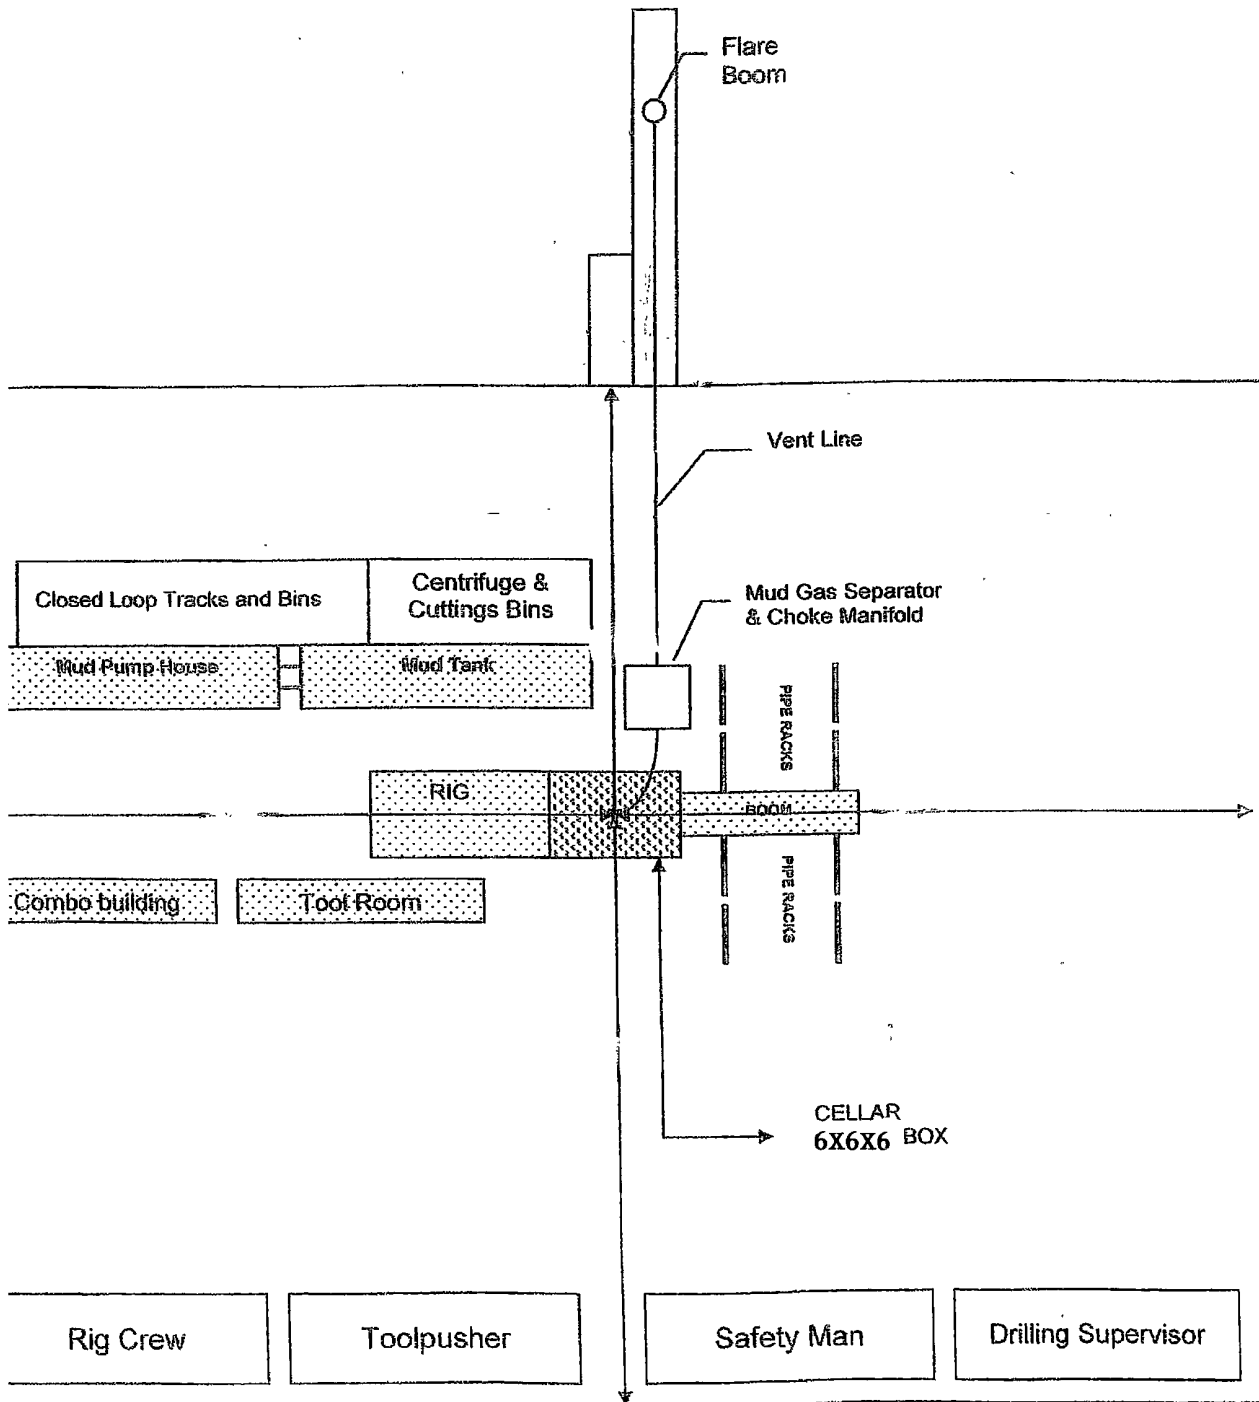 Flare
Boom
Vent Line
Closed Loop Tracks and Bins
Centrifuge &
Cuttings Bins
Mud Gas Separator
& Choke Manifold
Mud Pump House
Mud Tank
PIPE RACKS
RIG
BOOM
PIPE RACKS
Combo building
Tool Room
CELLAR
6X6X6 BOX
Rig Crew
Toolpusher
Safety Man
Drilling Supervisor